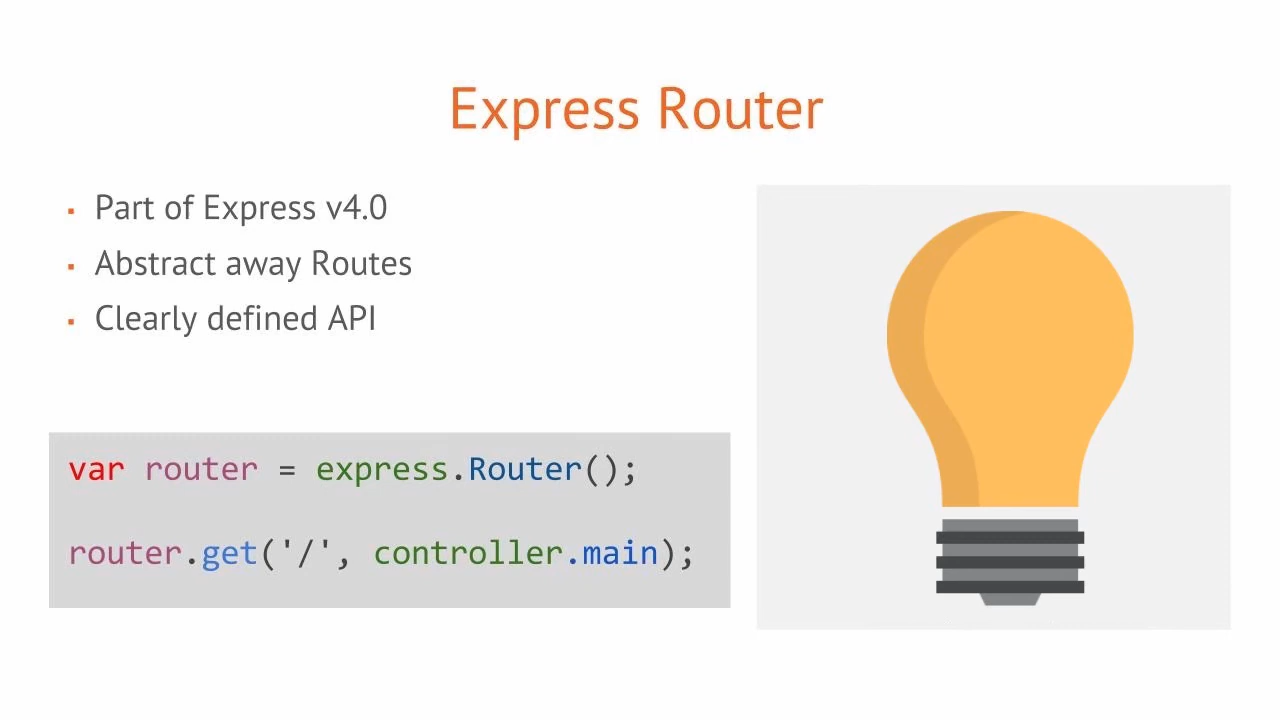 Express Router
▪ Part of Express v4.0
▪ Abstract away Routes
▪ Clearly defined API
var router = express.Router();
router.get('/', controller.main);